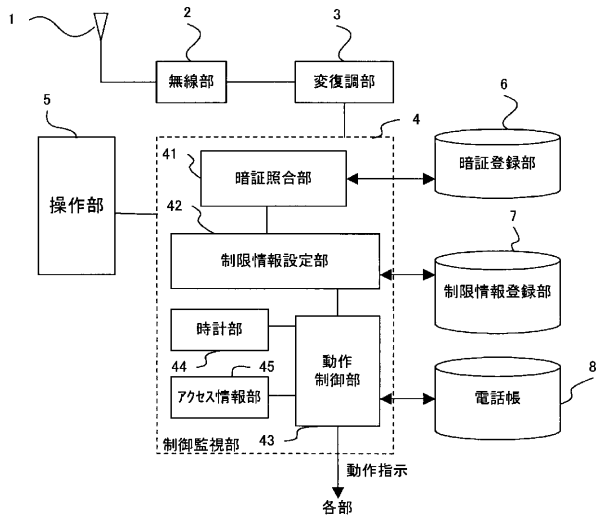 1
2
3
無線部
変復調部
4
5
操作部
6
暗証登録部
41
暗証照合部
42
制限情報設定部
7
制限情報登録部
時計部
44
45
アクセス情報部
動作
制御部
43
制御監視部
8
電話帳
動作指示
各部